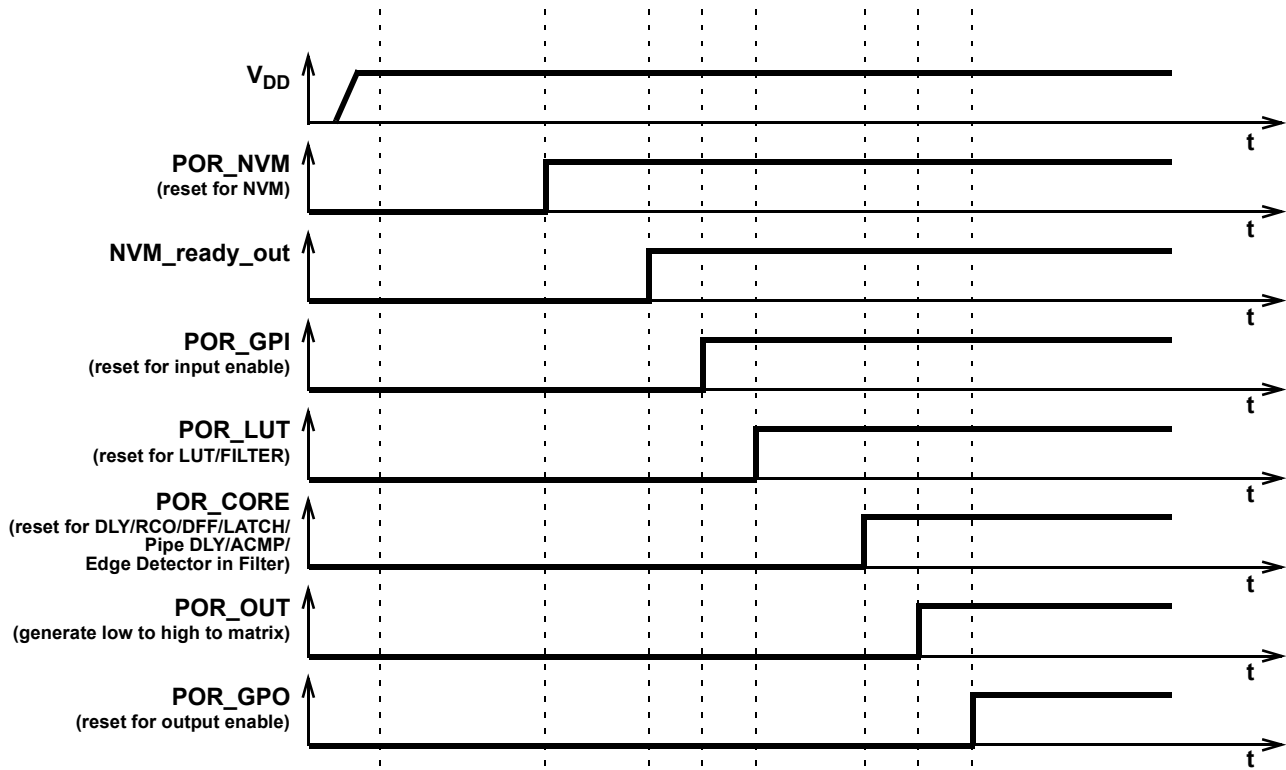 VDD
t
POR_NVM
(reset for NVM)
t
NVM_ready_out
t
POR_GPI
(reset for input enable)
t
POR_LUT
(reset for LUT/FILTER)
t
POR_CORE
(reset for DLY/RCO/DFF/LATCH/
Pipe DLY/ACMP/
Edge Detector in Filter)
t
POR_OUT
(generate low to high to matrix)
t
POR_GPO
(reset for output enable)
t